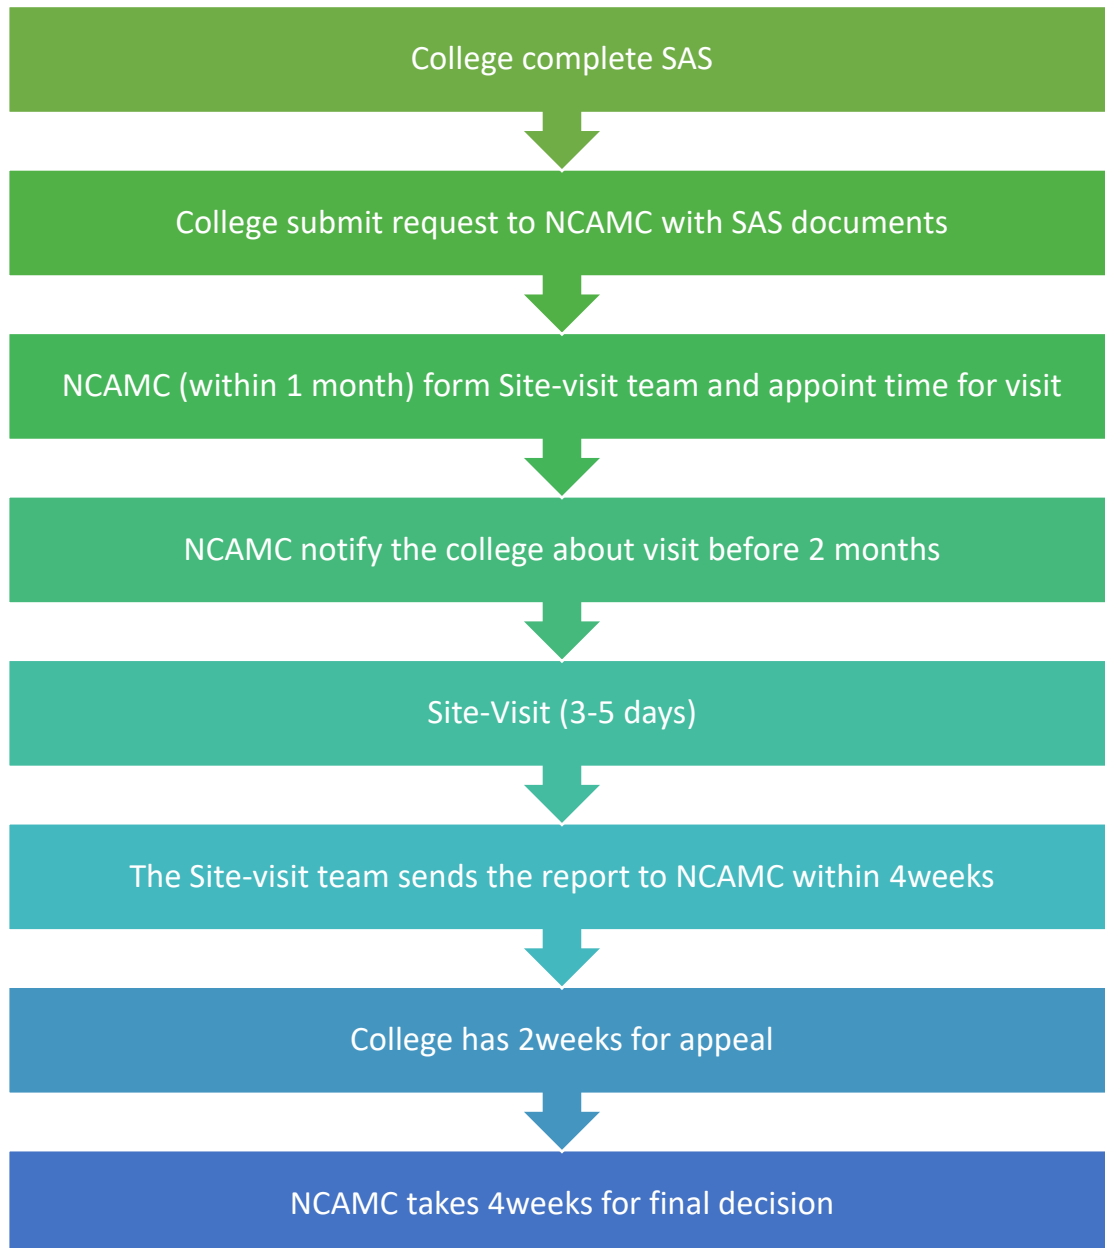 College complete SAS
College submit request to NCAMC with SAS documents
NCAMC (within 1 month) form Site-visit team and appoint time for visit
NCAMC notify the college about visit before 2 months
Site-Visit (3-5 days)
The Site-visit team sends the report to NCAMC within 4weeks
College has 2weeks for appeal
NCAMC takes 4weeks for final decision